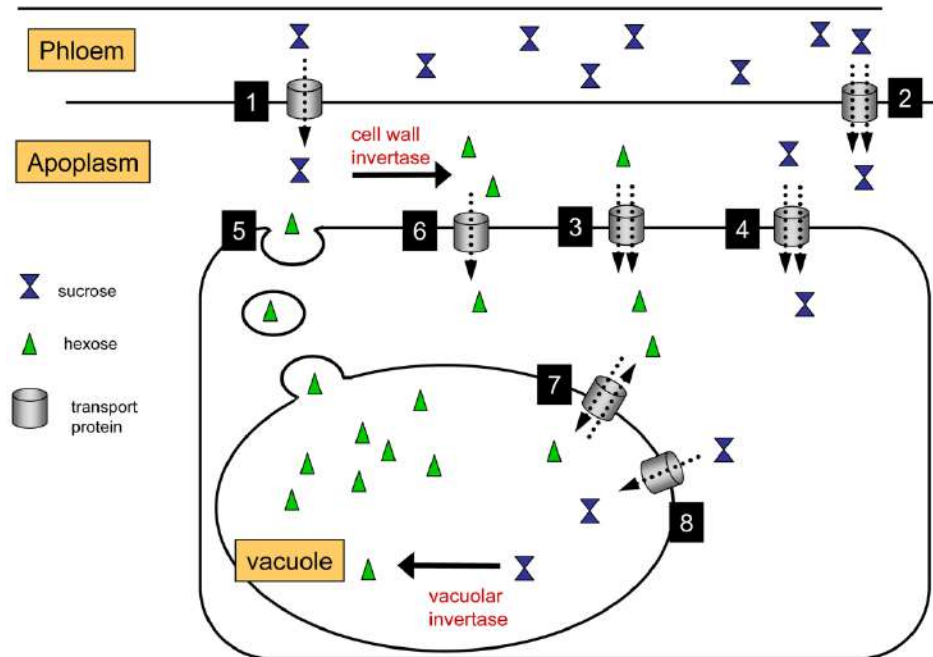 Phloem
1
2
Apoplasm
cell wall
invertase
5
6
3
4
sucrose
hexose
transport
protein
7
8
vacuole
vacuolar
invertase